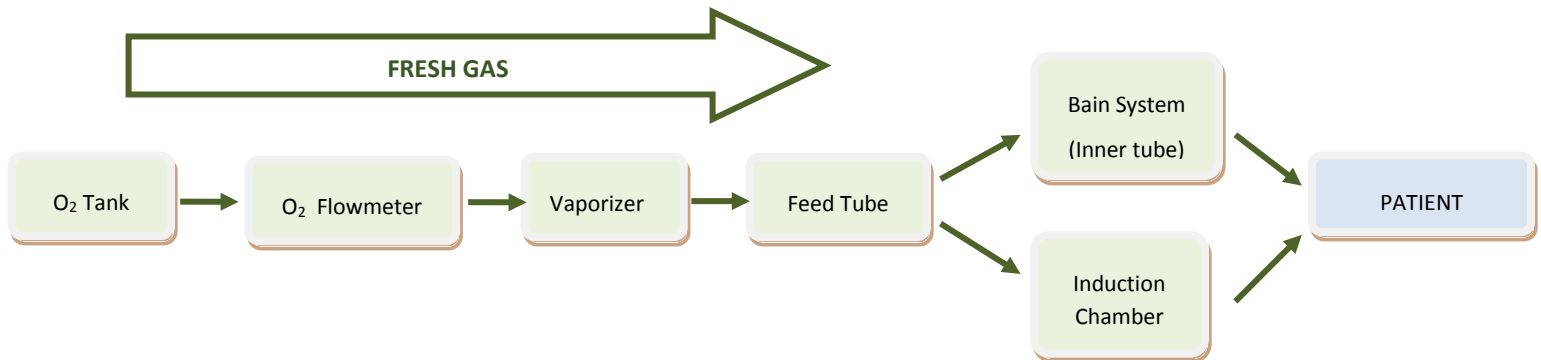 FRESH GAS
O₂ Tank
O₂ Flowmeter
Vaporizer
Feed Tube
Bain System
(Inner tube)
Induction
Chamber
PATIENT